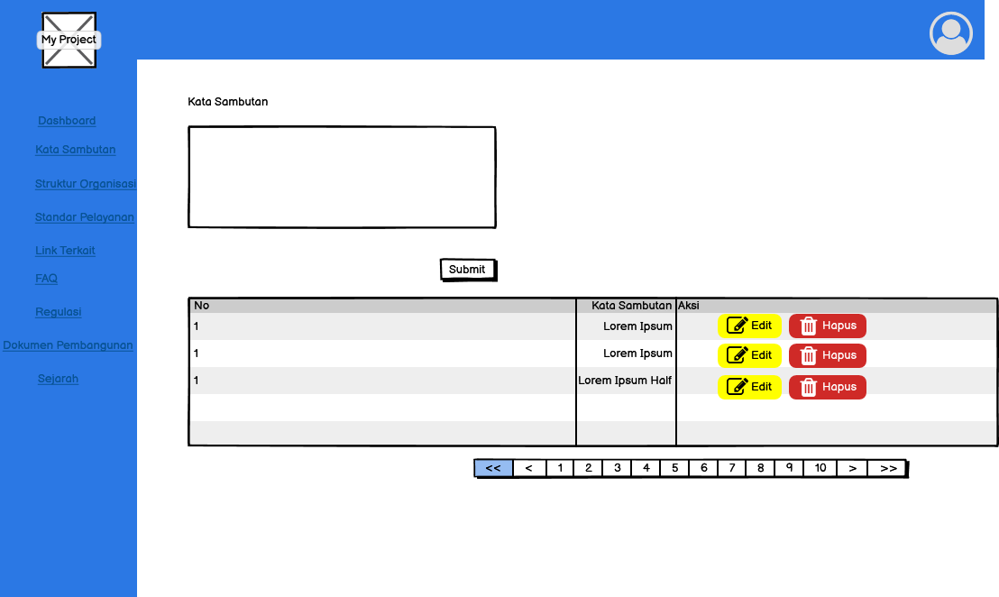 My Project
Dashboard
Kata Sambutan
Struktur Organisasi
Standar Pelayanan
Link Terkait
FAQ
Regulasi
Dokumen Pembangunan
Sejarah
Kata Sambutan
Submit
No Kata Sambutan Aksi
1 Lorem Ipsum Edit Hapus
1 Lorem Ipsum Edit Hapus
1 Lorem Ipsum Half Edit Hapus
<< < 1 2 3 4 5 6 7 8 9 10 > >>